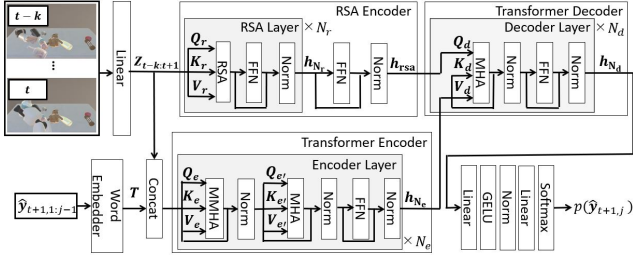 t − k
⋮
t
Linear
Z_{t−k:t+1}
RSA Encoder
RSA Layer
× N_r
Q_r
K_r
V_r
RSA
FFN
Norm
h_{N_r}
FFN
Norm
h_{rsa}
Transformer Decoder
Decoder Layer
× N_d
Q_d
K_d
V_d
MHA
Norm
FFN
Norm
h_{N_d}
ŷ_{t+1,1:j−1}
Word
Embedder
T
Concat
Transformer Encoder
Encoder Layer
Q_e
K_e
V_e
MMHA
Norm
Q_{e′}
K_{e′}
V_{e′}
MHA
Norm
FFN
Norm
h_{N_e}
× N_e
Linear
GELU
Norm
Linear
Softmax
p(ŷ_{t+1,j})